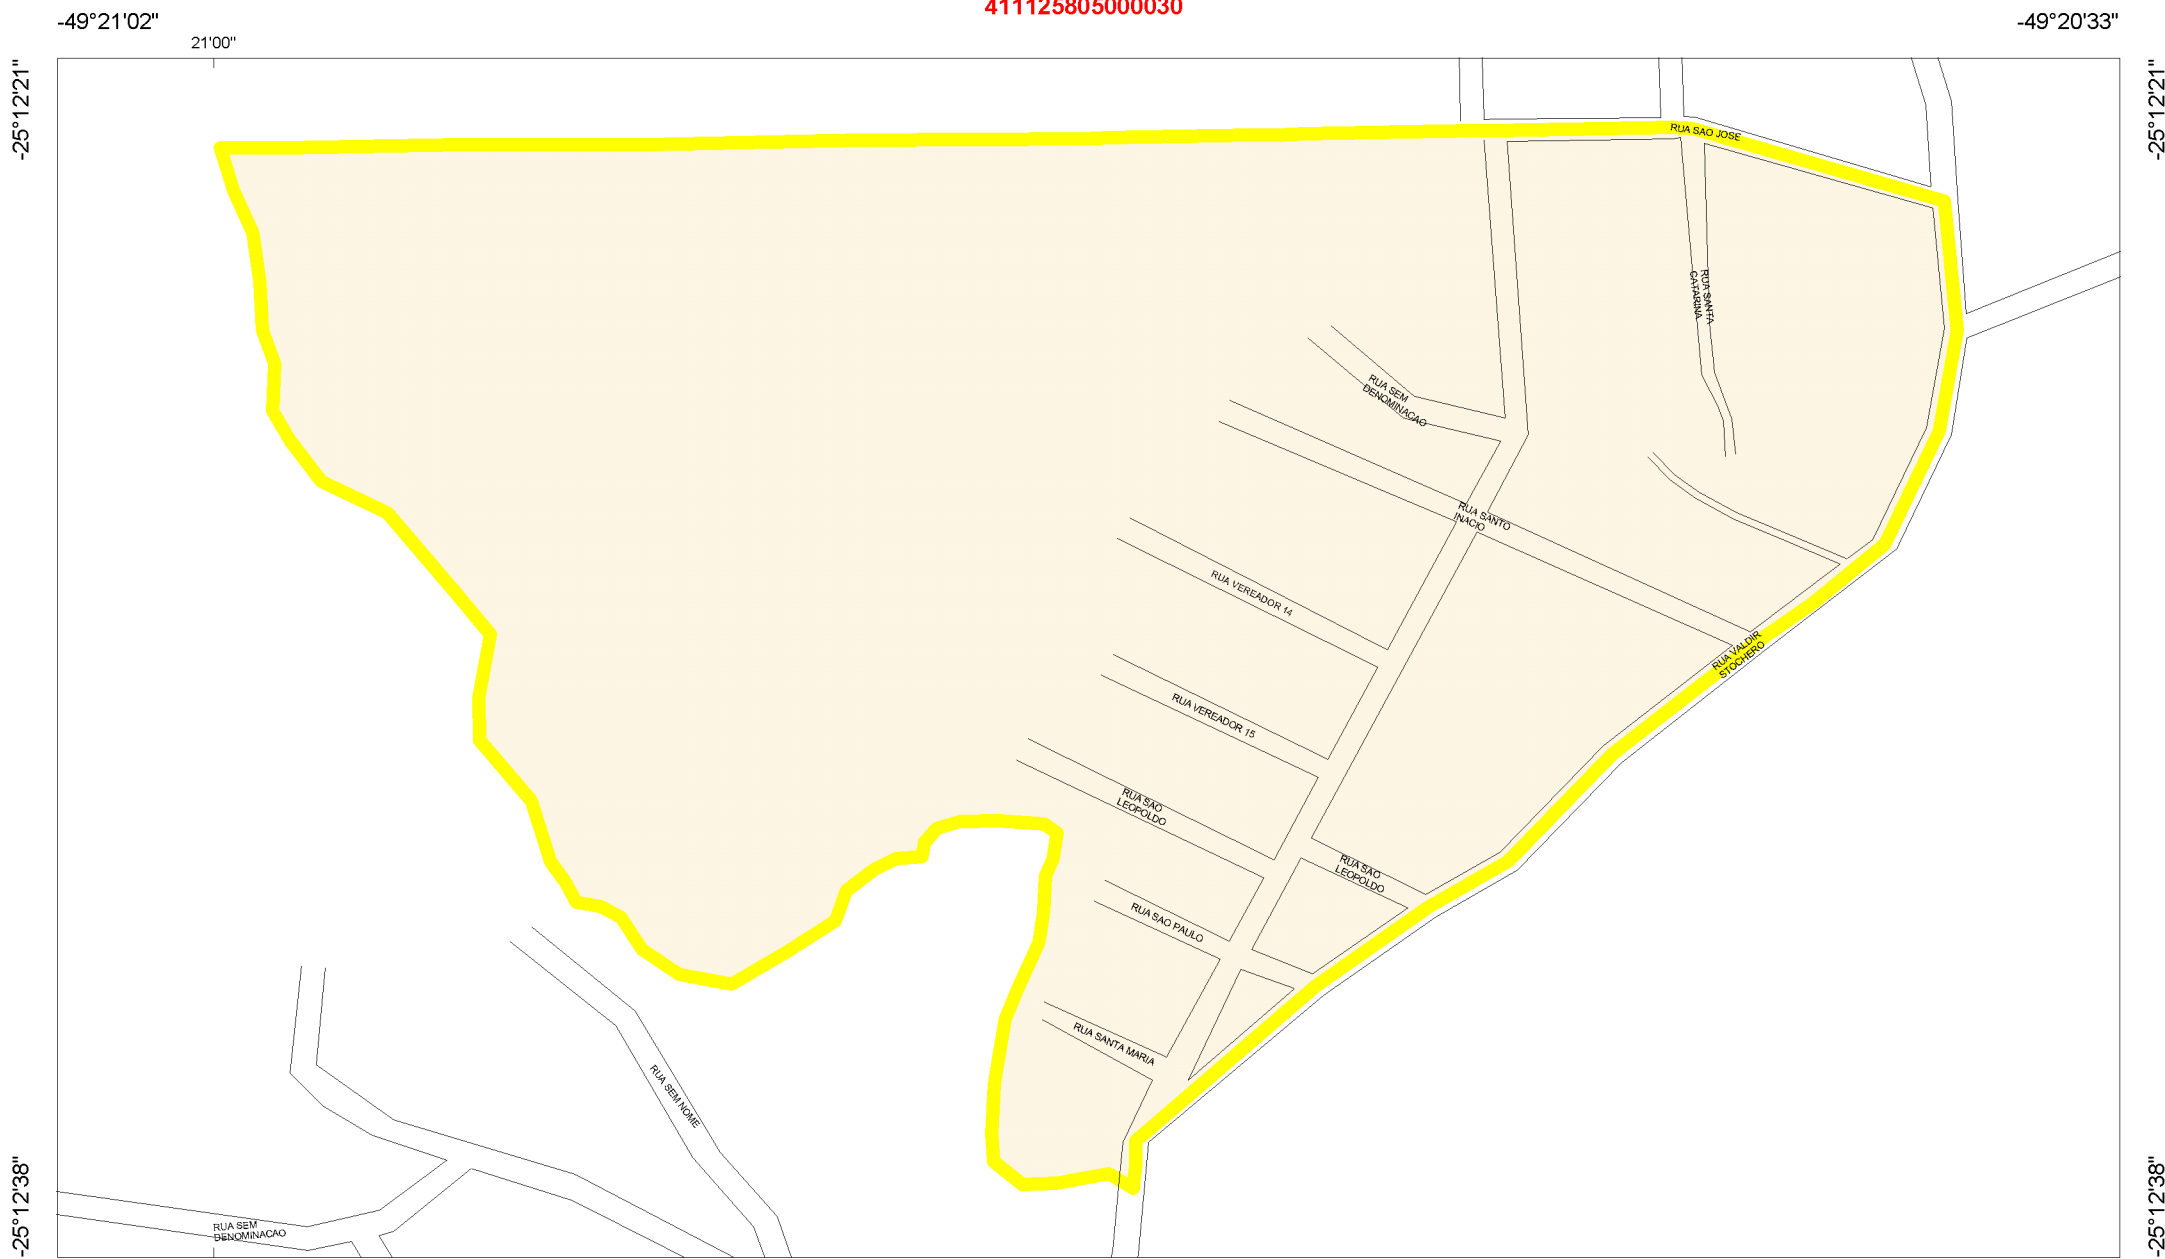 411125805000030
-49°21'02"
-49°20'33"
21'00"
-25°12'21"
-25°12'21"
RUA SAO JOSE
RUA SANTA
CATARINA
RUA SEM
DENOMINACAO
RUA SANTO
INACIO
RUA VEREADOR 14
RUA VALDIR
STOCHERO
RUA VEREADOR 15
RUA SAO
LEOPOLDO
RUA SAO
LEOPOLDO
RUA SAO PAULO
RUA SANTA MARIA
RUA SEM NOME
-25°12'38"
-25°12'38"
RUA SEM
DENOMINACAO